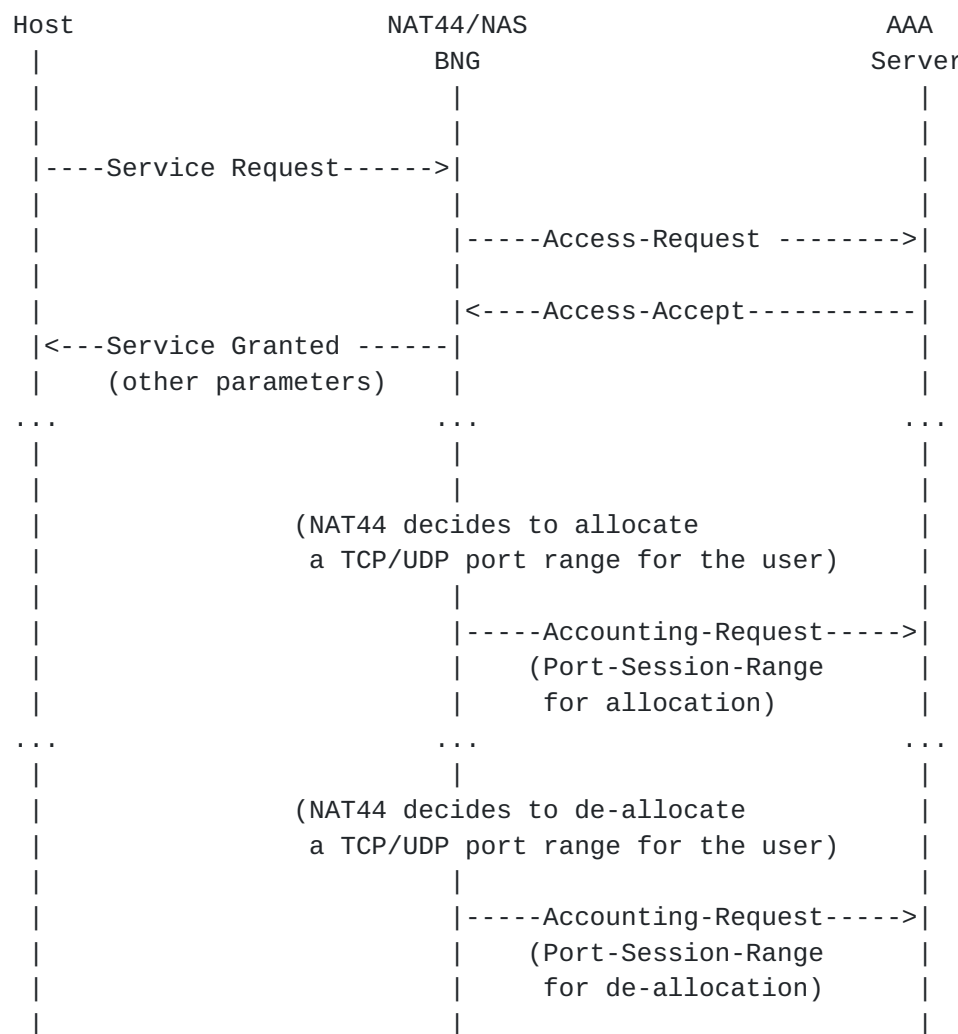 Host                    NAT44/NAS                       AAA
 |                         BNG                         Server
 |                          |                             |
 |                          |                             |
 |----Service Request------>|                             |
 |                          |                             |
 |                          |-----Access-Request -------->|
 |                          |                             |
 |                          |<----Access-Accept-----------|
 |<---Service Granted ------|                             |
 |    (other parameters)    |                             |
...                        ...                           ...
 |                          |                             |
 |                          |                             |
 |                (NAT44 decides to allocate              |
 |                 a TCP/UDP port range for the user)     |
 |                          |                             |
 |                          |-----Accounting-Request----->|
 |                          |    (Port-Session-Range      |
 |                          |     for allocation)         |
...                        ...                           ...
 |                          |                             |
 |                (NAT44 decides to de-allocate           |
 |                 a TCP/UDP port range for the user)     |
 |                          |                             |
 |                          |-----Accounting-Request----->|
 |                          |    (Port-Session-Range      |
 |                          |     for de-allocation)      |
 |                          |                             |